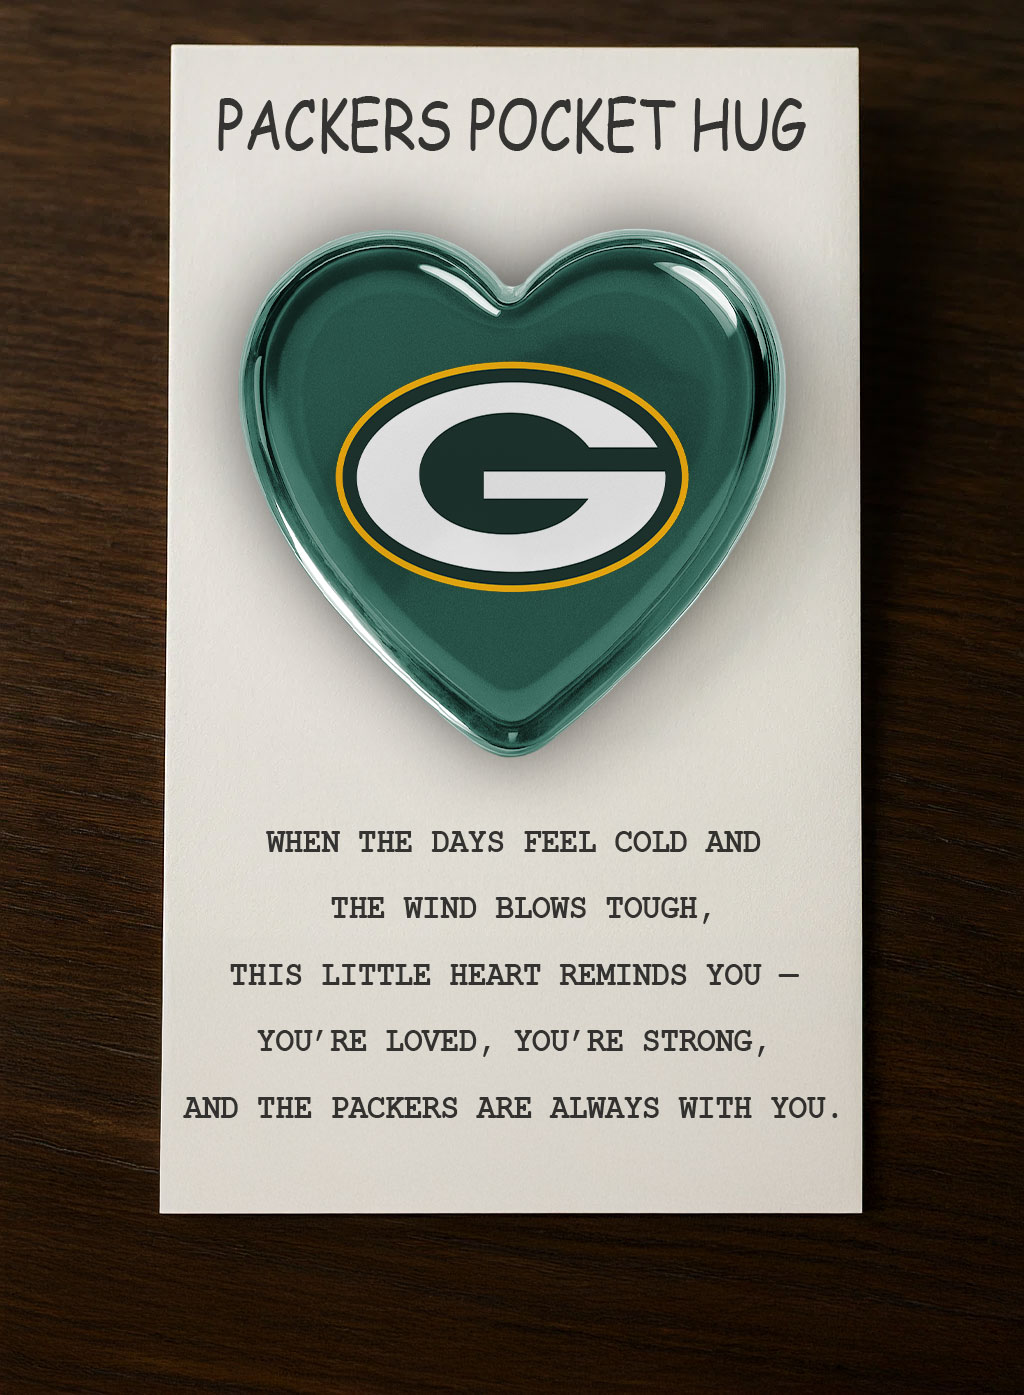 PACKERS POCKET HUG
G
WHEN THE DAYS FEEL COLD AND
THE WIND BLOWS TOUGH,
THIS LITTLE HEART REMINDS YOU —
YOU’RE LOVED, YOU’RE STRONG,
AND THE PACKERS ARE ALWAYS WITH YOU.